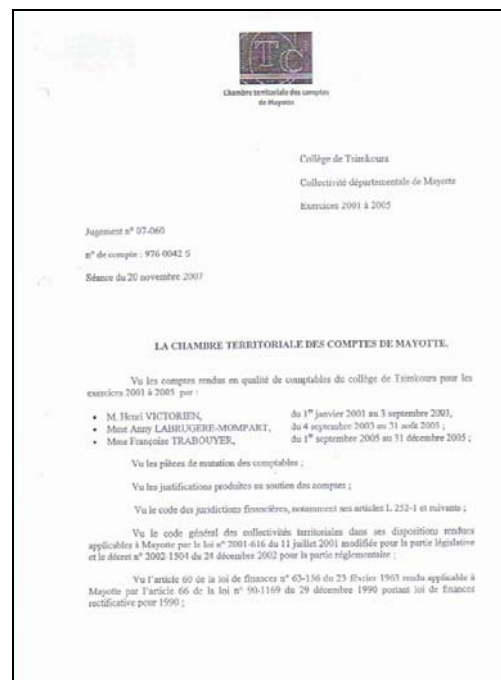 TC
Chambre territoriale des comptes
de Mayotte
Collège de Tsimkoura
Collectivité départementale de Mayotte
Exercices 2001 à 2005
Jugement n° 07-060
n° de compte : 976 0042 S
Séance du 20 novembre 2007
LA CHAMBRE TERRITORIALE DES COMPTES DE MAYOTTE,
Vu les comptes rendus en qualité de comptables du collège de Tsimkoura pour les
exercices 2001 à 2005 par :
• M. Henri VICTORIEN, du 1er janvier 2001 au 3 septembre 2003,
• Mme Anny LABRUGERE-MOMPART, du 4 septembre 2003 au 31 août 2005 ;
• Mme Françoise TRABOUYER, du 1er septembre 2005 au 31 décembre 2005 ;
Vu les pièces de mutation des comptables ;
Vu les justifications produites au soutien des comptes ;
Vu le code des juridictions financières, notamment ses articles L 252-1 et suivants ;
Vu le code général des collectivités territoriales dans ses dispositions rendues
applicables à Mayotte par la loi n° 2001-616 du 11 juillet 2001 modifiée pour la partie législative
et le décret n° 2002-1504 du 24 décembre 2002 pour la partie réglementaire ;
Vu l'article 60 de la loi de finances n° 63-156 du 23 février 1963 rendu applicable à
Mayotte par l'article 66 de la loi n° 90-1169 du 29 décembre 1990 portant loi de finances
rectificative pour 1990 ;